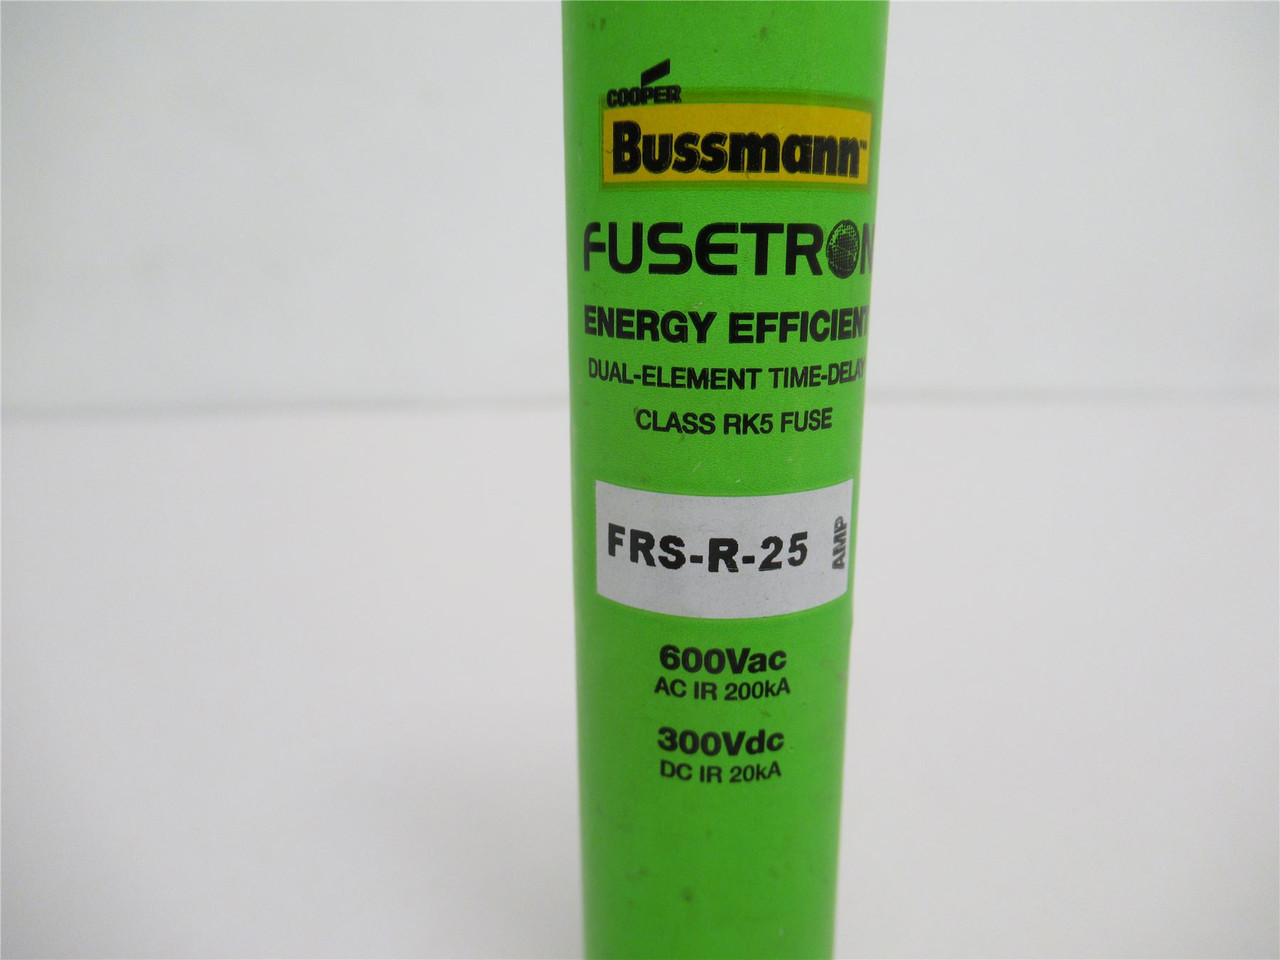 COOPER
Bussmann™
FUSETRON
ENERGY EFFICIENT
DUAL-ELEMENT TIME-DELAY
CLASS RK5 FUSE
FRS-R-25 AMP
600Vac
AC IR 200kA
300Vdc
DC IR 20kA